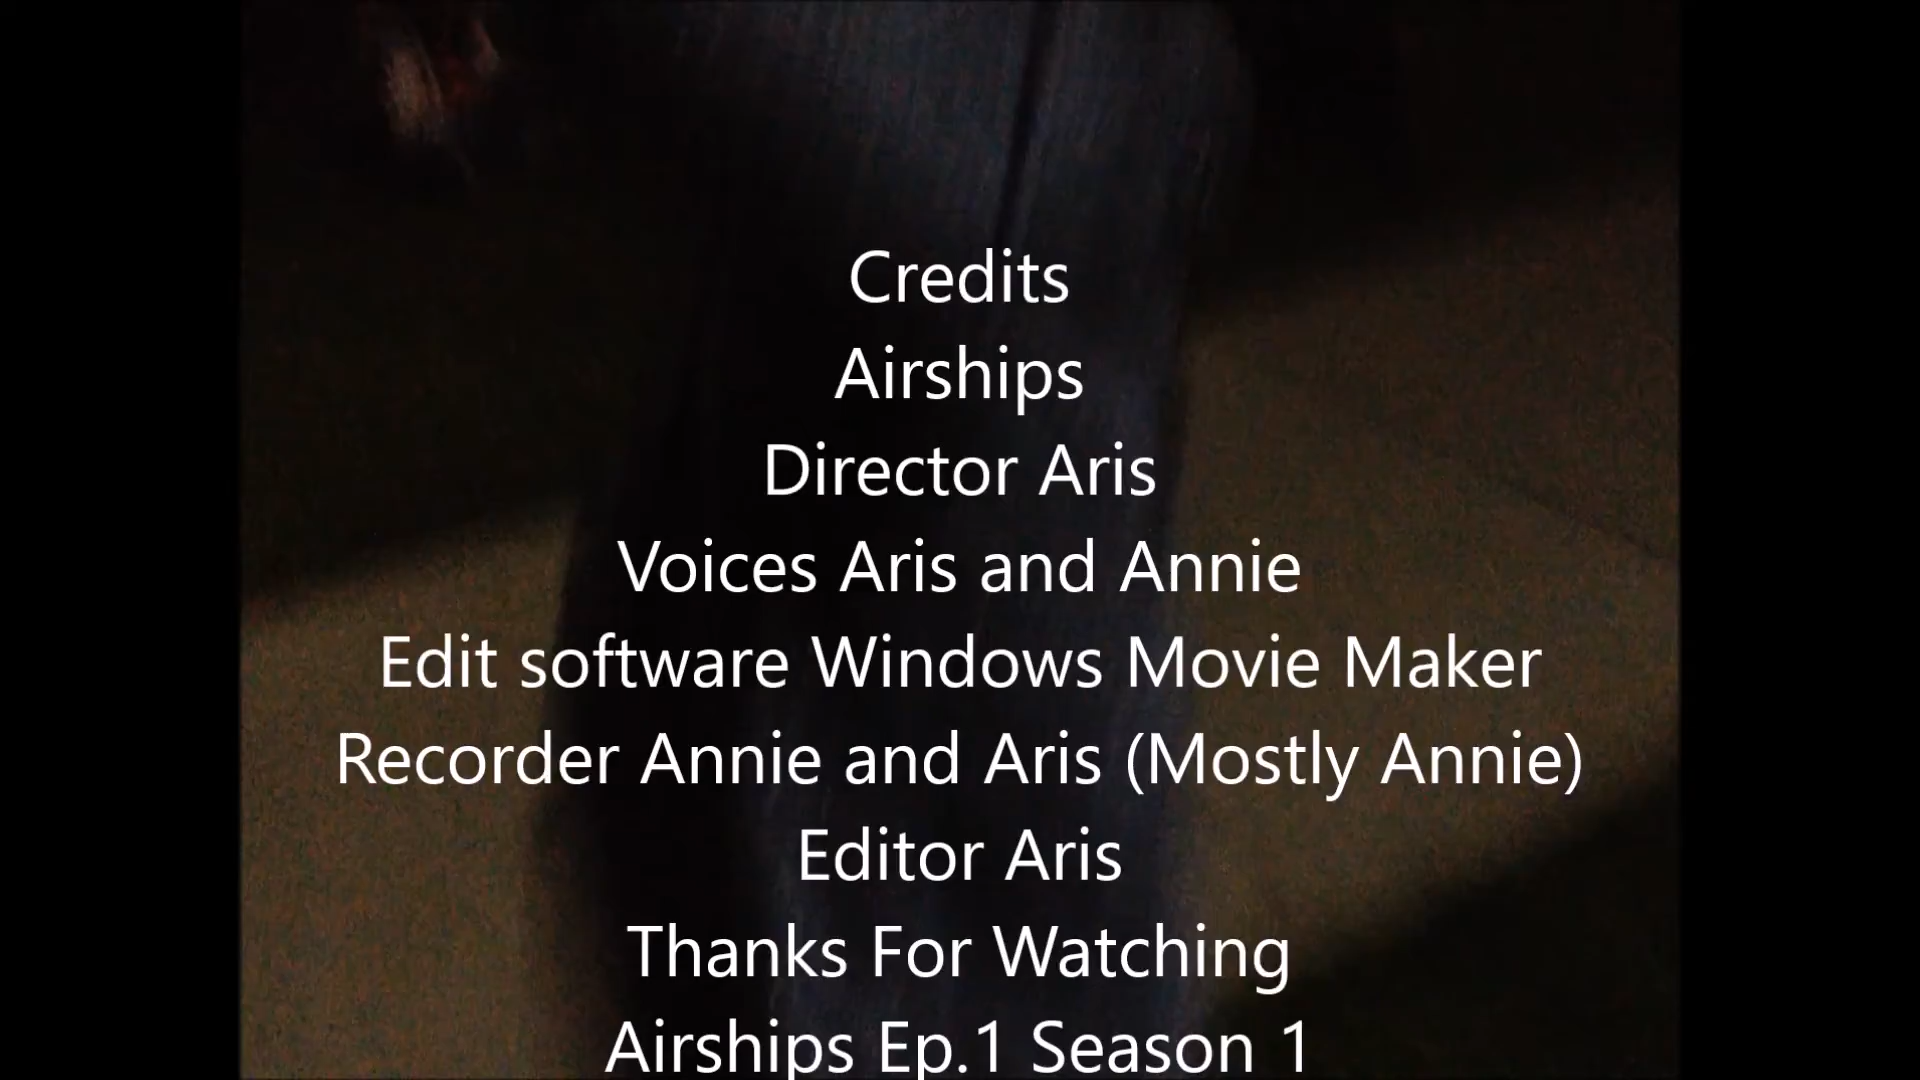 Credits
Airships
Director Aris
Voices Aris and Annie
Edit software Windows Movie Maker
Recorder Annie and Aris (Mostly Annie)
Editor Aris
Thanks For Watching
Airships Ep.1 Season 1